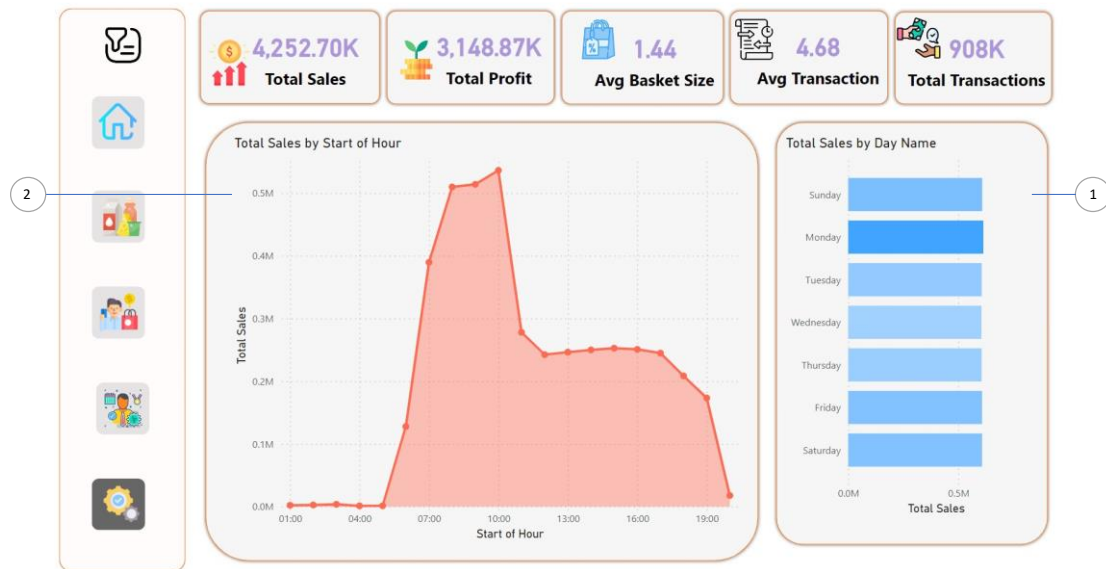 4,252.70K
Total Sales
3,148.87K
Total Profit
1.44
Avg Basket Size
4.68
Avg Transaction
908K
Total Transactions
2
Total Sales by Start of Hour
0.5M
0.4M
0.3M
0.2M
0.1M
0.0M
Total Sales
01:00 04:00 07:00 10:00 13:00 16:00 19:00
Start of Hour
Total Sales by Day Name
Sunday
Monday
Tuesday
Wednesday
Thursday
Friday
Saturday
0.0M 0.5M
Total Sales
1